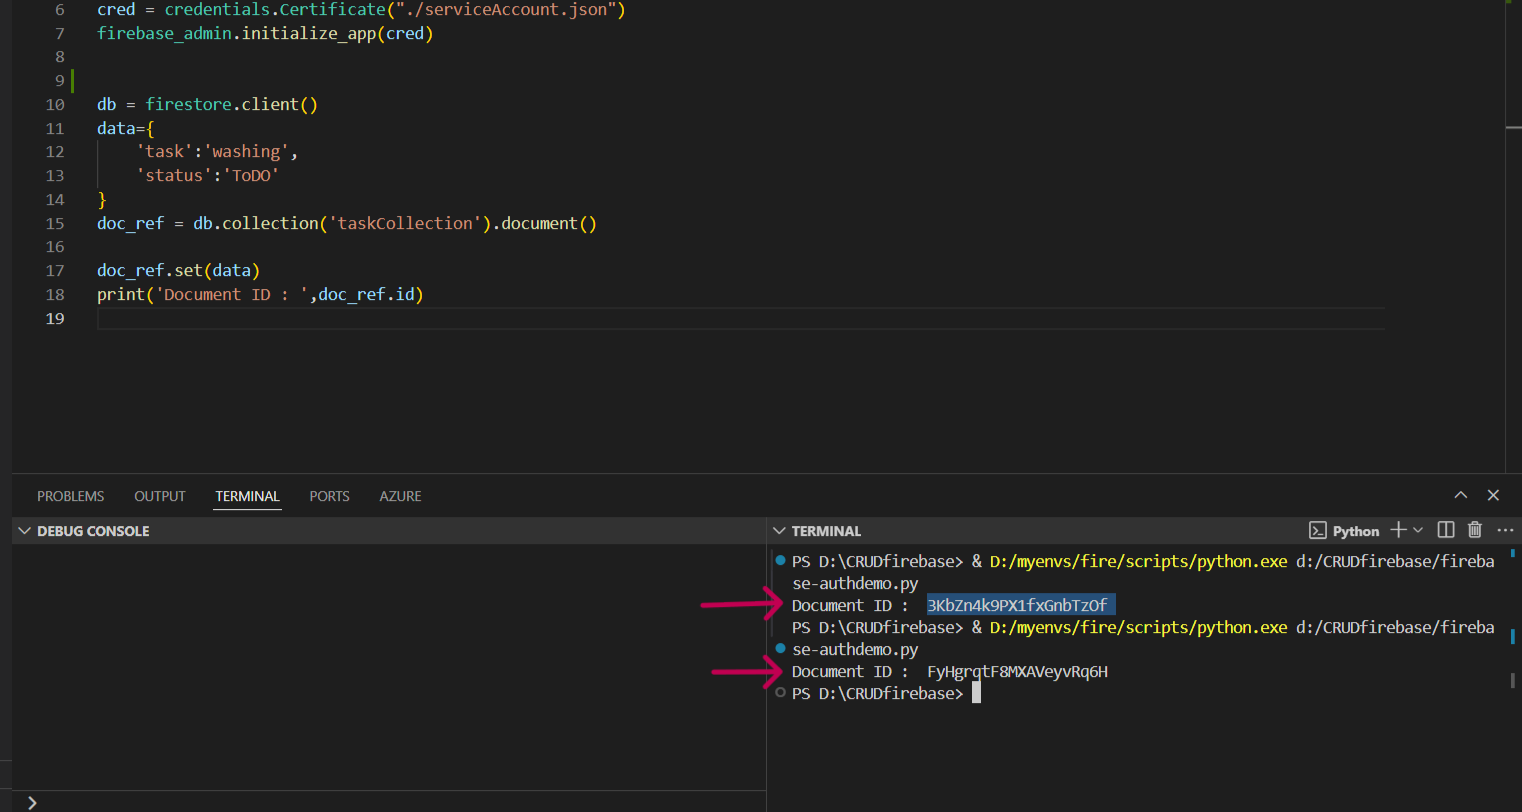 6 cred = credentials.Certificate("./serviceAccount.json")
7 firebase_admin.initialize_app(cred)
8
9
10 db = firestore.client()
11 data={
12 'task':'washing',
13 'status':'ToDO'
14 }
15 doc_ref = db.collection('taskCollection').document()
16
17 doc_ref.set(data)
18 print('Document ID : ',doc_ref.id)
19
PROBLEMS OUTPUT TERMINAL PORTS AZURE
DEBUG CONSOLE
TERMINAL
Python
PS D:\CRUDfirebase> & D:/myenvs/fire/scripts/python.exe d:/CRUDfirebase/fireba
se-authdemo.py
Document ID :  3KbZn4k9PX1fxGnbTzOf
PS D:\CRUDfirebase> & D:/myenvs/fire/scripts/python.exe d:/CRUDfirebase/fireba
se-authdemo.py
Document ID :  FyHgrqtF8MXAVeyvRq6H
PS D:\CRUDfirebase>